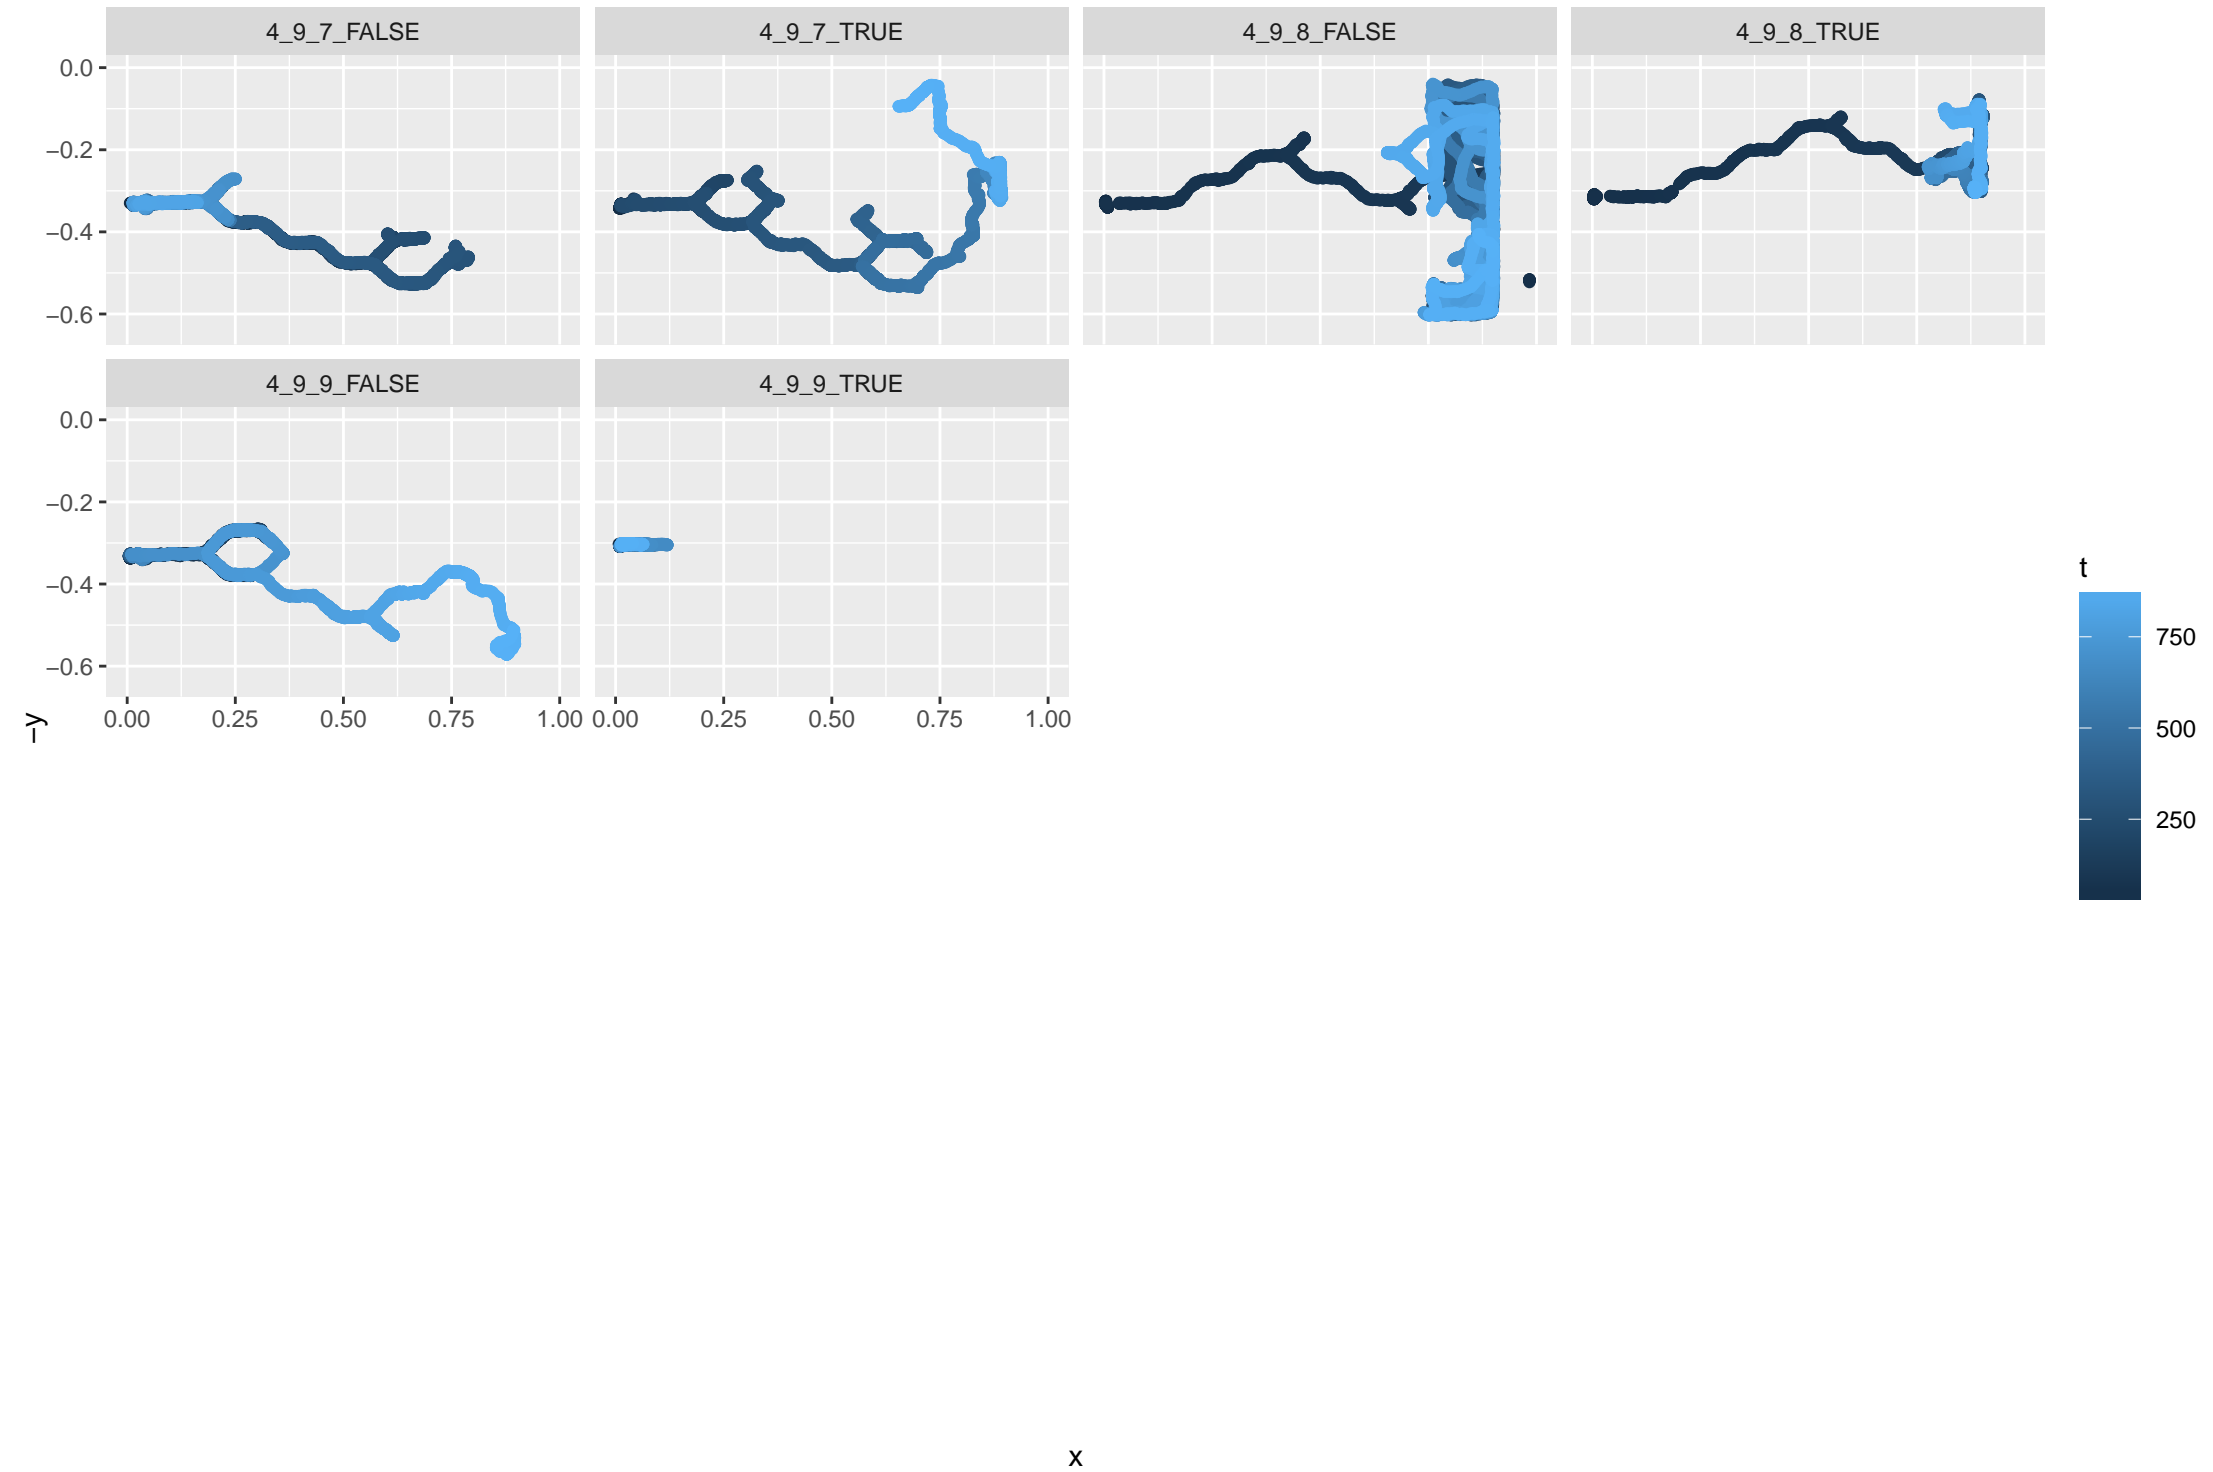 4_9_7_FALSE 4_9_7_TRUE 4_9_8_FALSE 4_9_8_TRUE
0.0
−0.2
−0.4
−0.6
4_9_9_FALSE 4_9_9_TRUE
0.0
−0.2
−0.4
−0.6
0.00 0.25 0.50 0.75 1.00 0.00 0.25 0.50 0.75 1.00
−y
x
t
750
500
250